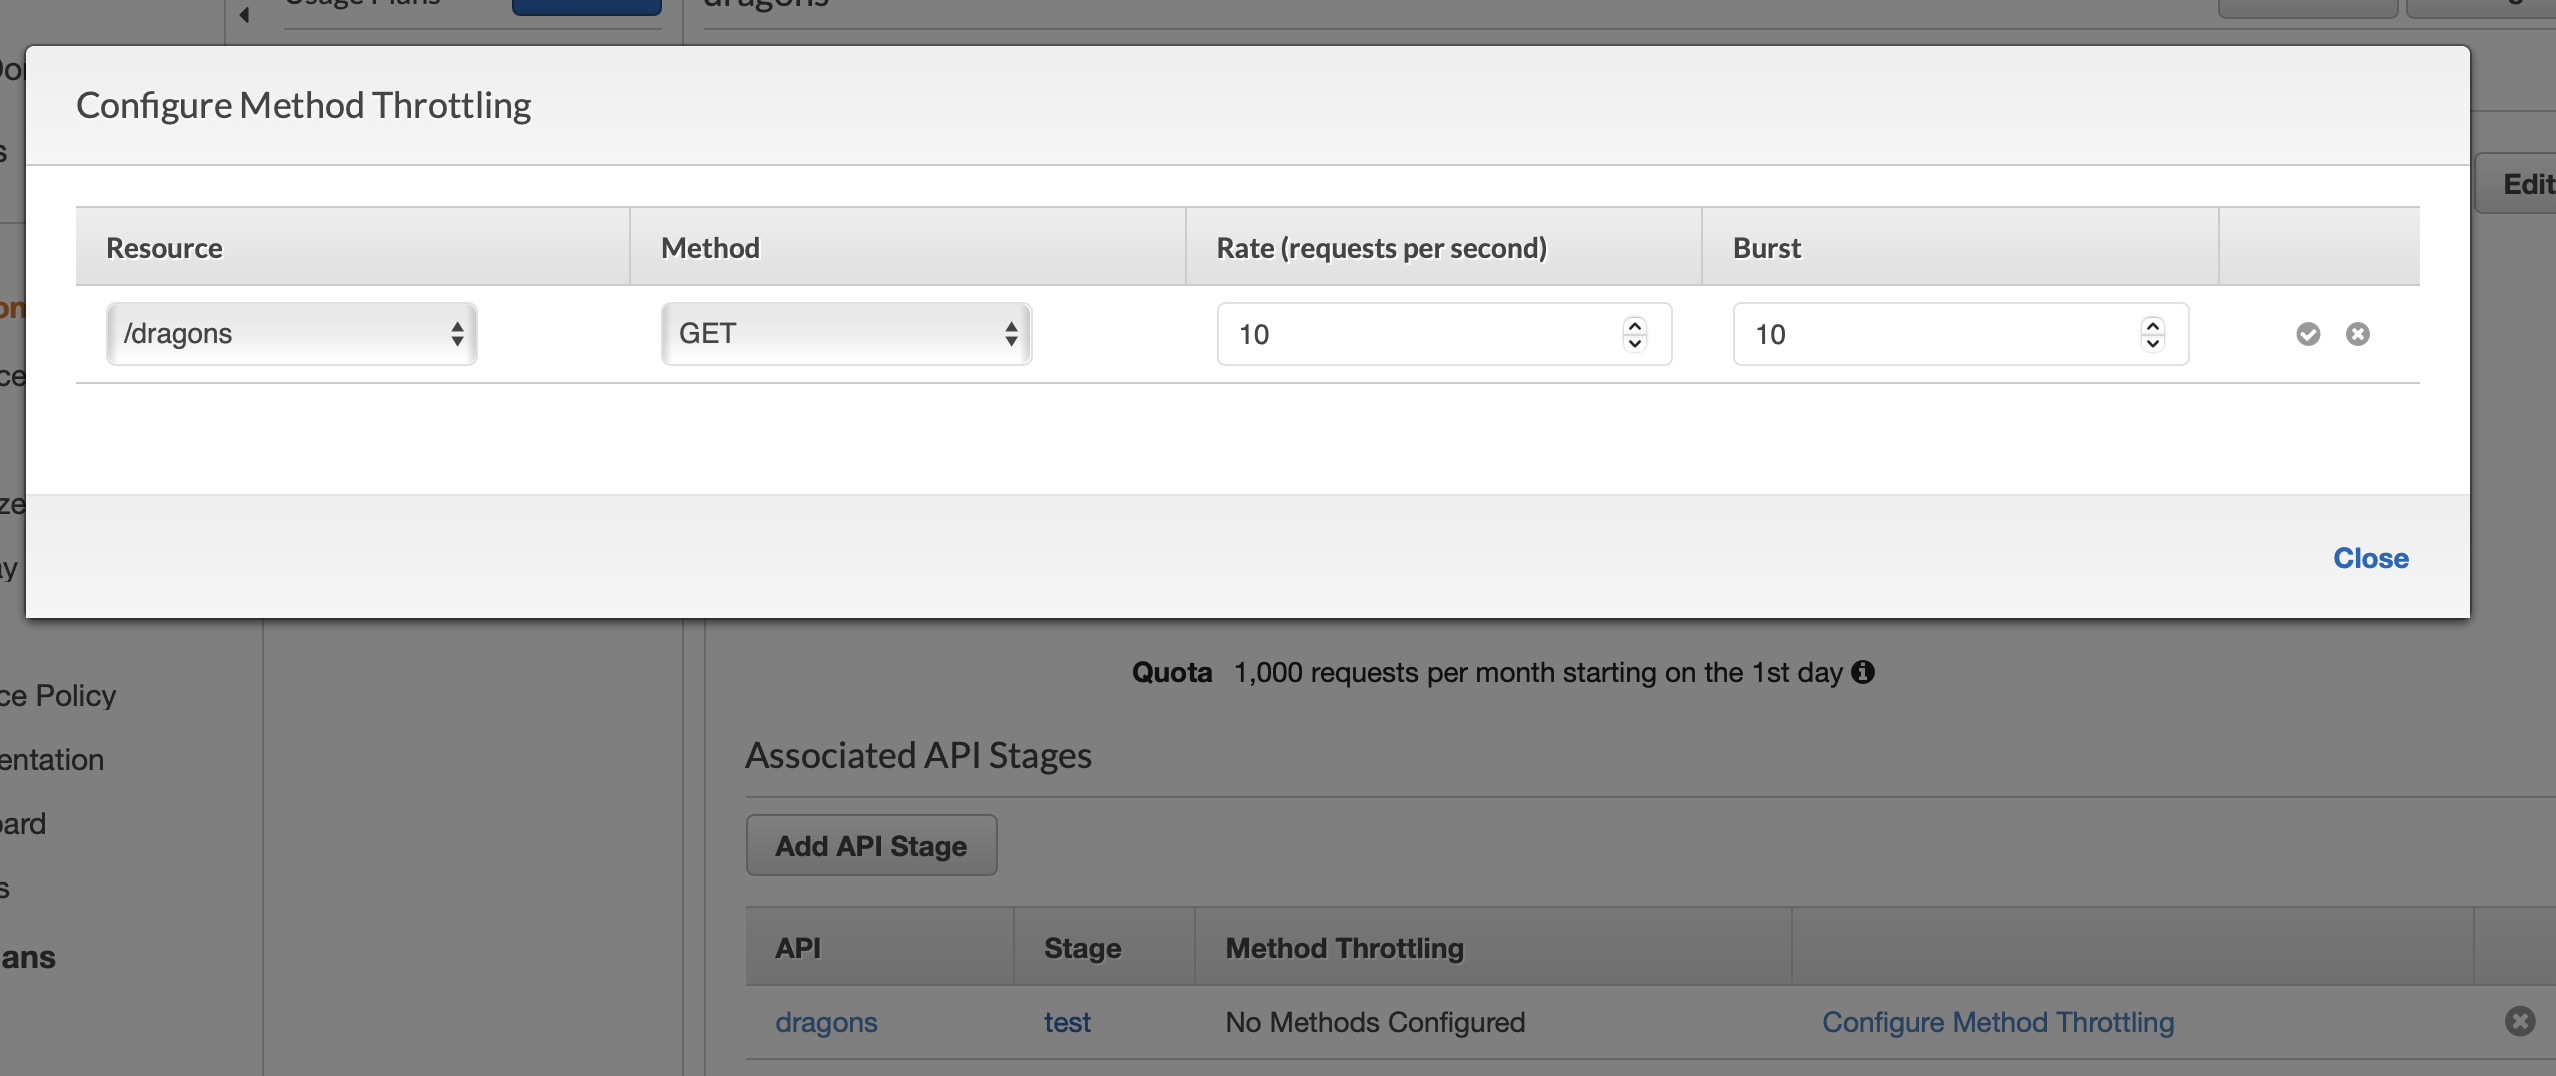 dragons
Configure Method Throttling
Edit
Resource Method Rate (requests per second) Burst
/dragons GET 10 10
Close
Quota 1,000 requests per month starting on the 1st day
ce Policy
Associated API Stages
entation
Add API Stage
ard
API Stage Method Throttling
ans
dragons test No Methods Configured Configure Method Throttling